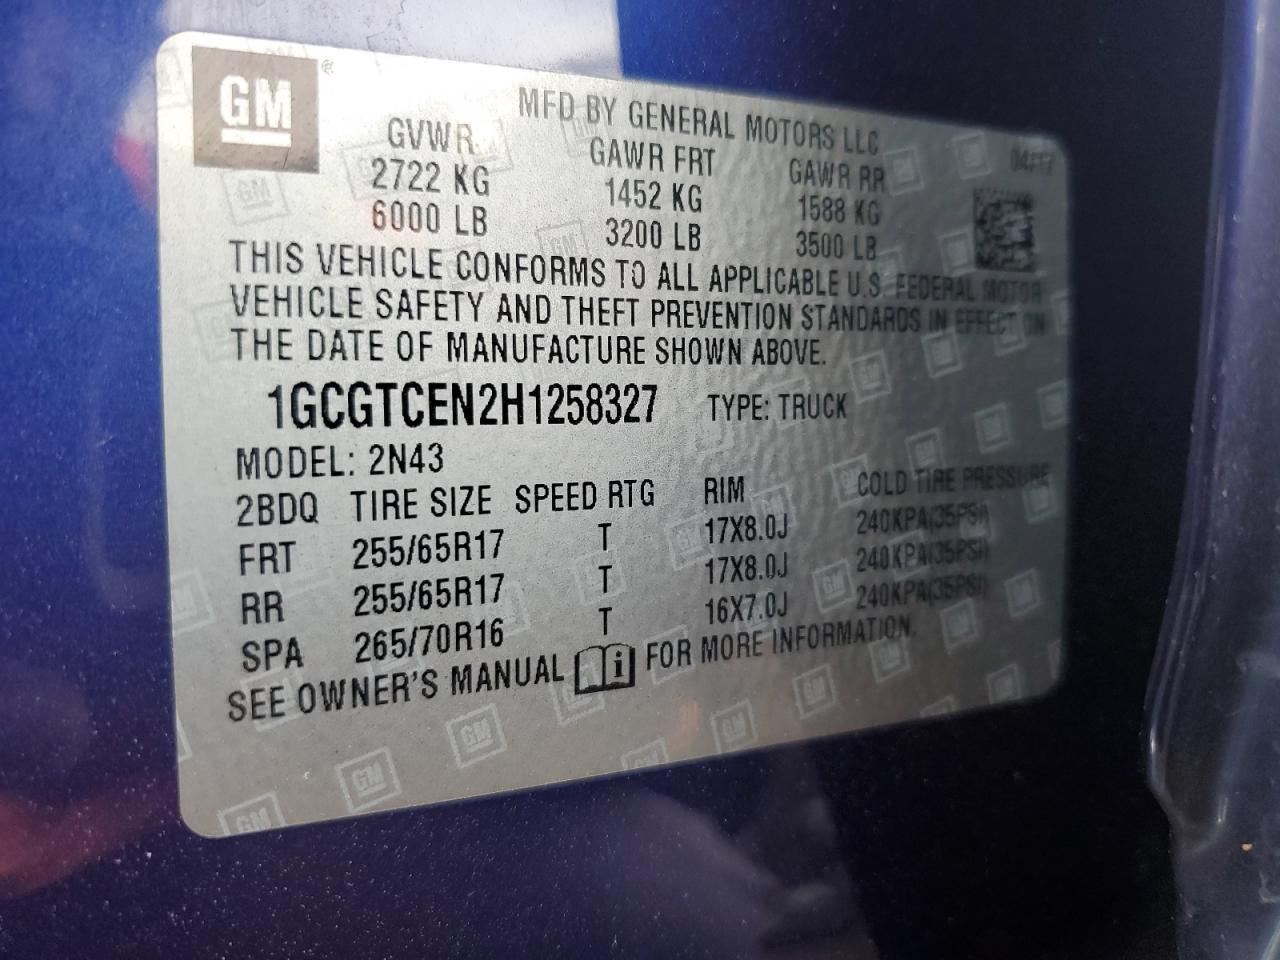 GM ®
MFD BY GENERAL MOTORS LLC
04/17
GVWR GAWR FRT GAWR RR
2722 KG 1452 KG 1588 KG
6000 LB 3200 LB 3500 LB
THIS VEHICLE CONFORMS TO ALL APPLICABLE U.S. FEDERAL MOTOR
VEHICLE SAFETY AND THEFT PREVENTION STANDARDS IN EFFECT ON
THE DATE OF MANUFACTURE SHOWN ABOVE.
1GCGTCEN2H1258327 TYPE: TRUCK
MODEL: 2N43
2BDQ TIRE SIZE SPEED RTG RIM COLD TIRE PRESSURE
FRT 255/65R17 T 17X8.0J 240KPA(35PSI)
RR 255/65R17 T 17X8.0J 240KPA(35PSI)
SPA 265/70R16 T 16X7.0J 240KPA(35PSI)
SEE OWNER'S MANUAL i FOR MORE INFORMATION.